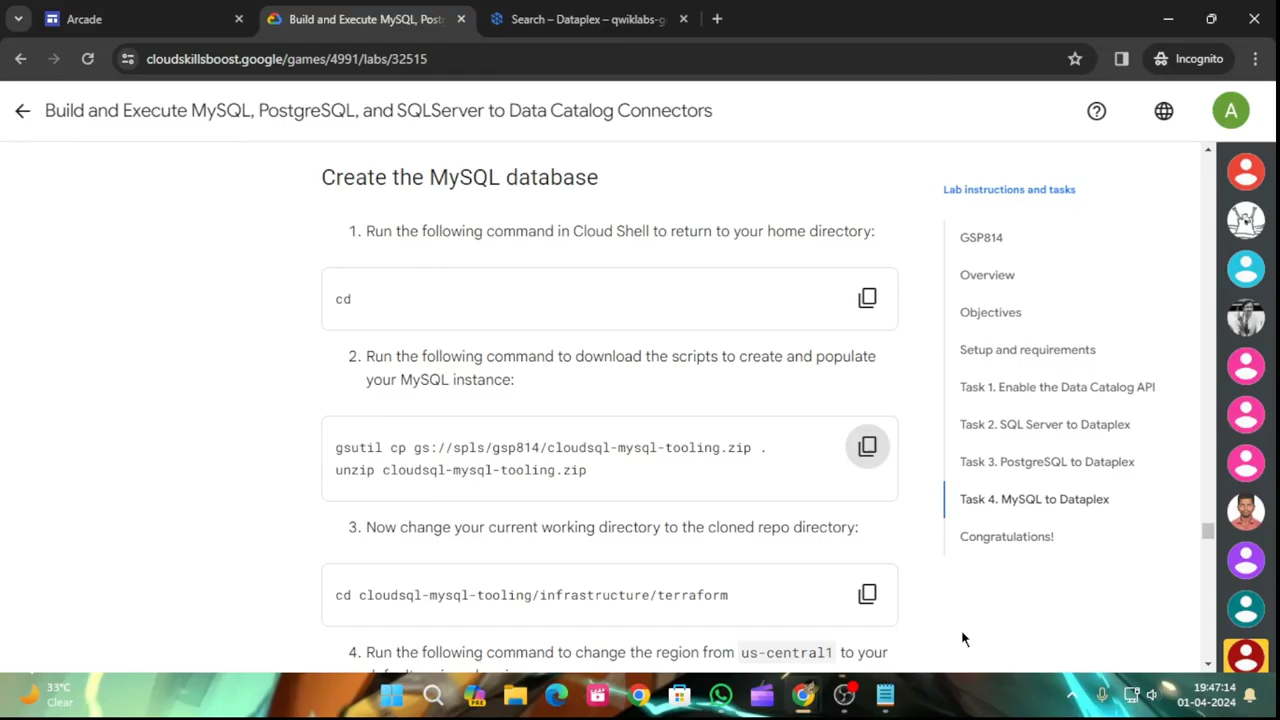 Arcade
Build and Execute MySQL, Post
Search – Dataplex – qwiklabs-g
cloudskillsboost.google/games/4991/labs/32515
Incognito
Build and Execute MySQL, PostgreSQL, and SQLServer to Data Catalog Connectors
A
Create the MySQL database
1. Run the following command in Cloud Shell to return to your home directory:
cd
2. Run the following command to download the scripts to create and populate
your MySQL instance:
gsutil cp gs://spls/gsp814/cloudsql-mysql-tooling.zip .
unzip cloudsql-mysql-tooling.zip
3. Now change your current working directory to the cloned repo directory:
cd cloudsql-mysql-tooling/infrastructure/terraform
4. Run the following command to change the region from us-central1 to your
Lab instructions and tasks
GSP814
Overview
Objectives
Setup and requirements
Task 1. Enable the Data Catalog API
Task 2. SQL Server to Dataplex
Task 3. PostgreSQL to Dataplex
Task 4. MySQL to Dataplex
Congratulations!
33°C
Clear
PRE
19:47:14
01-04-2024